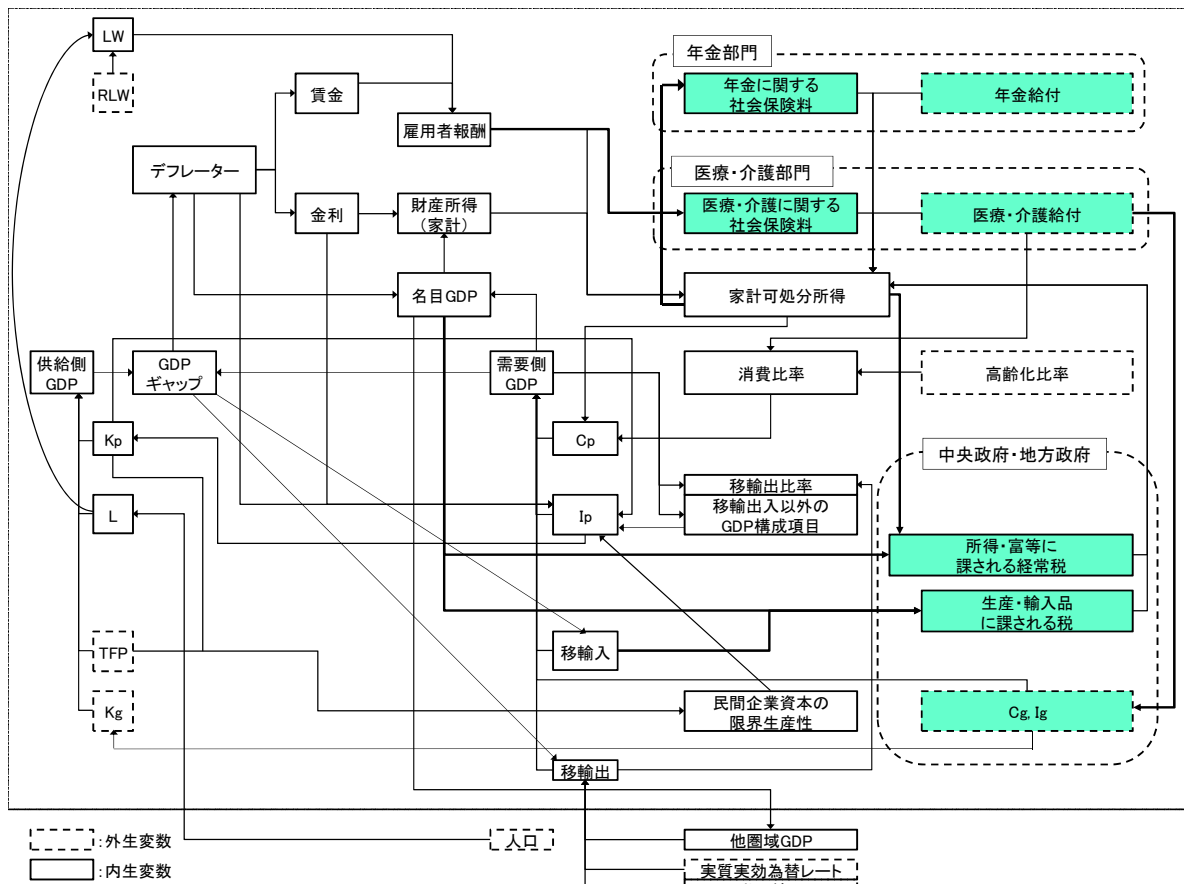 LW
RLW
賃金
雇用者報酬
デフレーター
金利
財産所得
(家計)
名目GDP
供給側
GDP
GDP
ギャップ
需要側
GDP
Kp
L
TFP
Kg
Cp
Ip
移輸入
移輸出
年金部門
年金に関する
社会保険料
年金給付
医療・介護部門
医療・介護に関する
社会保険料
医療・介護給付
家計可処分所得
消費比率
高齢化比率
移輸出比率
移輸出入以外の
GDP構成項目
中央政府・地方政府
所得・富等に
課される経常税
生産・輸入品
に課される税
民間企業資本の
限界生産性
Cg, Ig
:外生変数
:内生変数
人口
他圏域GDP
実質実効為替レート